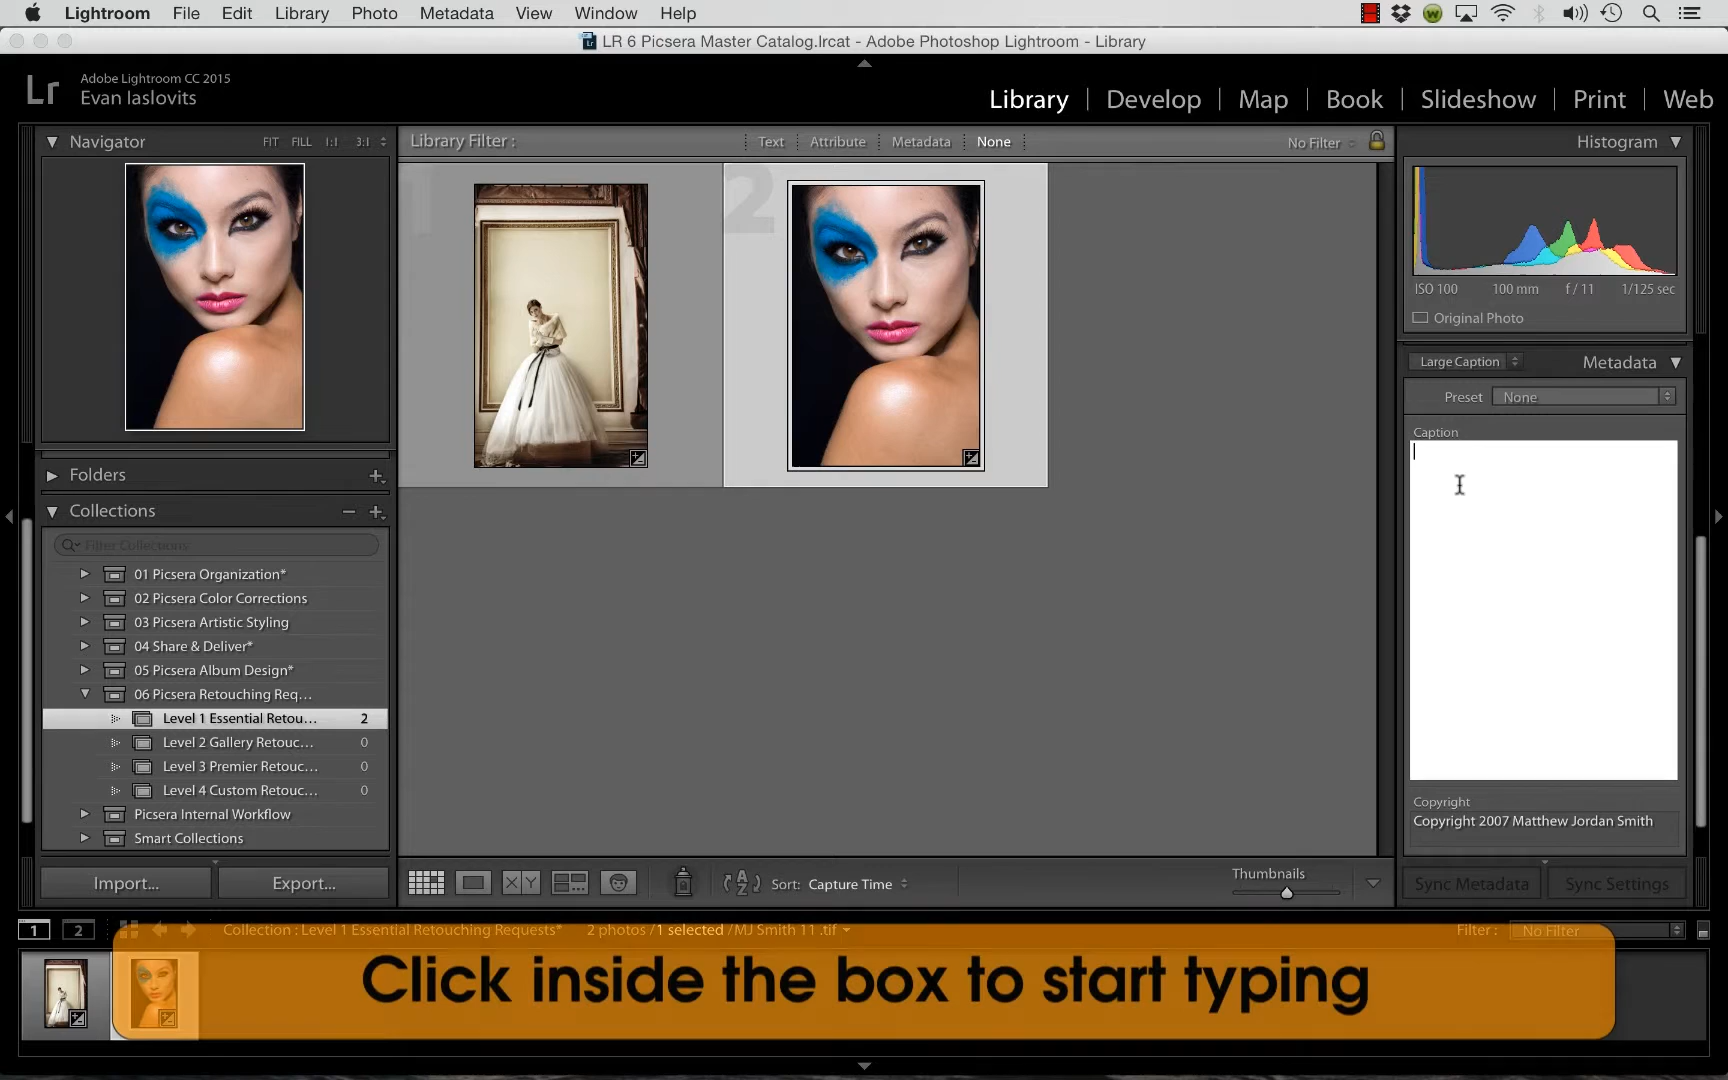 Lightroom File Edit Library Photo Metadata View Window Help
LR 6 Picsera Master Catalog.lrcat - Adobe Photoshop Lightroom - Library
Lr
Adobe Lightroom CC 2015
Evan Iaslovits
Library | Develop | Map | Book | Slideshow | Print | Web
Navigator FIT FILL 1:1 3:1
Library Filter : Text Attribute Metadata None No Filter
Histogram
1
2
ISO 100 100 mm f / 11 1/125 sec
Original Photo
Large Caption Metadata
Preset None
Caption
Folders
Collections
Filter Collections
01 Picsera Organization*
02 Picsera Color Corrections
03 Picsera Artistic Styling
04 Share & Deliver*
05 Picsera Album Design*
06 Picsera Retouching Req...
Level 1 Essential Retou... 2
Level 2 Gallery Retouc... 0
Level 3 Premier Retouc... 0
Level 4 Custom Retouc... 0
Picsera Internal Workflow
Smart Collections
Copyright
Copyright 2007 Matthew Jordan Smith
Import... Export...
XY
Sort: Capture Time
Thumbnails
Sync Metadata Sync Settings
1 2
Collection : Level 1 Essential Retouching Requests* 2 photos / 1 selected / MJ Smith 11 .tif
Filter : No Filter
Click inside the box to start typing